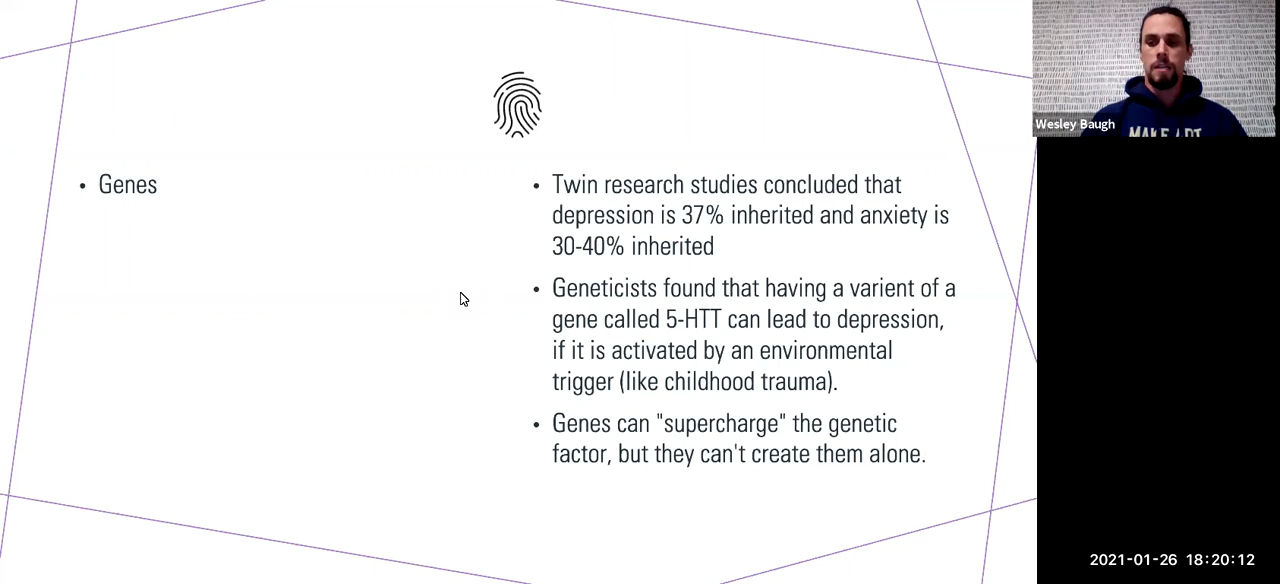 • Genes
• Twin research studies concluded that
depression is 37% inherited and anxiety is
30-40% inherited
• Geneticists found that having a varient of a
gene called 5-HTT can lead to depression,
if it is activated by an environmental
trigger (like childhood trauma).
• Genes can "supercharge" the genetic
factor, but they can't create them alone.
Wesley Baugh
MAKE ART
2021-01-26 18:20:12